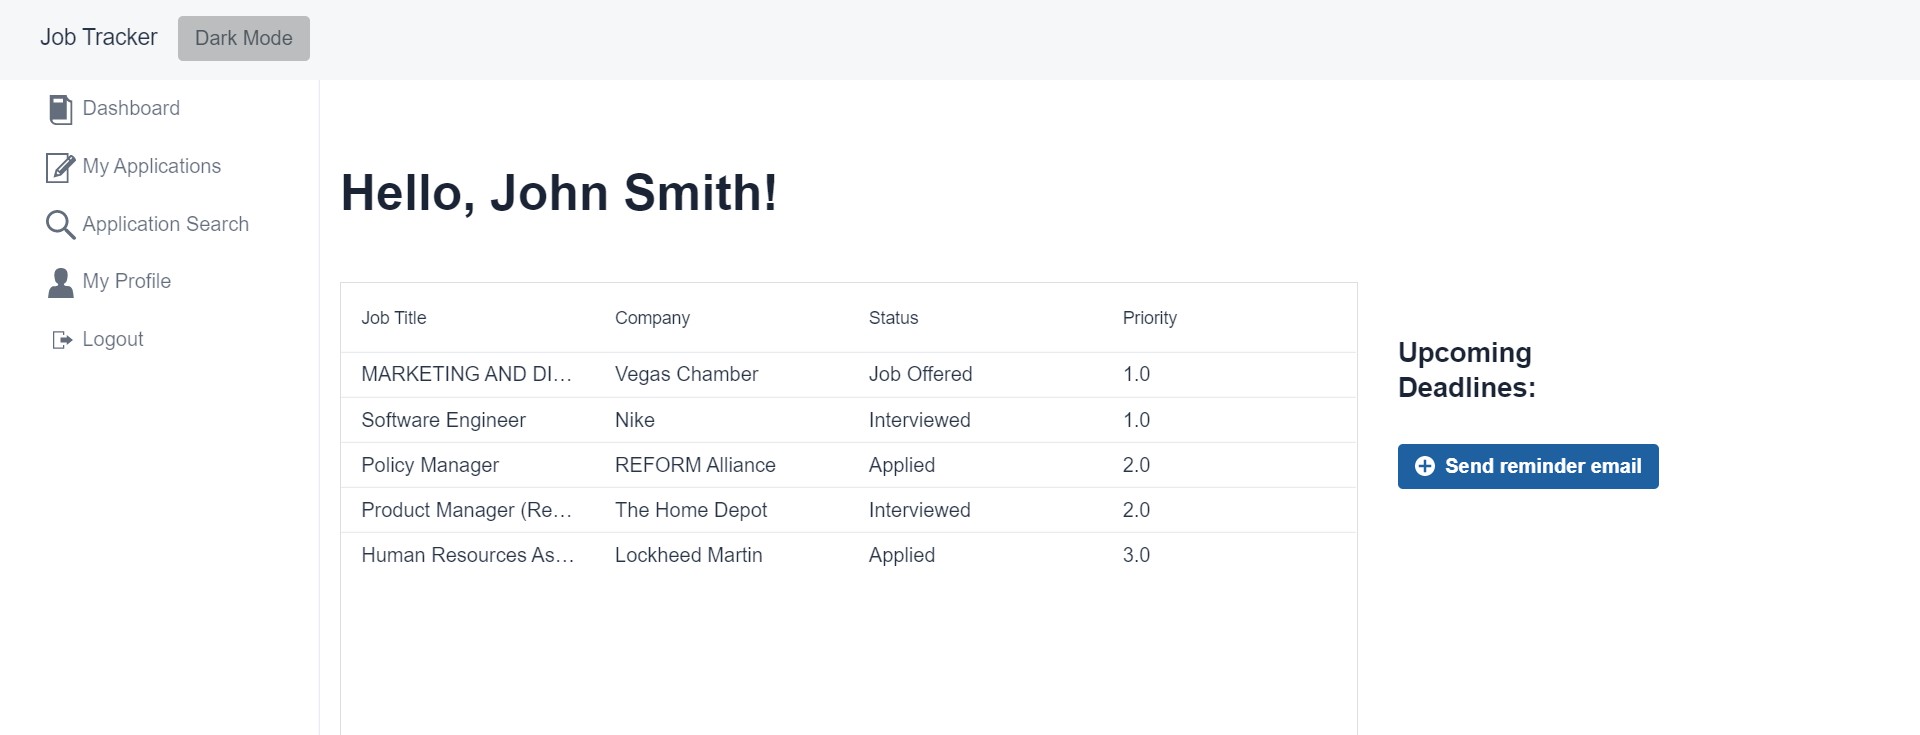 Job Tracker Dark Mode
Dashboard
My Applications
Application Search
My Profile
Logout
Hello, John Smith!
Job Title Company Status Priority
MARKETING AND DI... Vegas Chamber Job Offered 1.0
Software Engineer Nike Interviewed 1.0
Policy Manager REFORM Alliance Applied 2.0
Product Manager (Re... The Home Depot Interviewed 2.0
Human Resources As... Lockheed Martin Applied 3.0
Upcoming
Deadlines:
Send reminder email